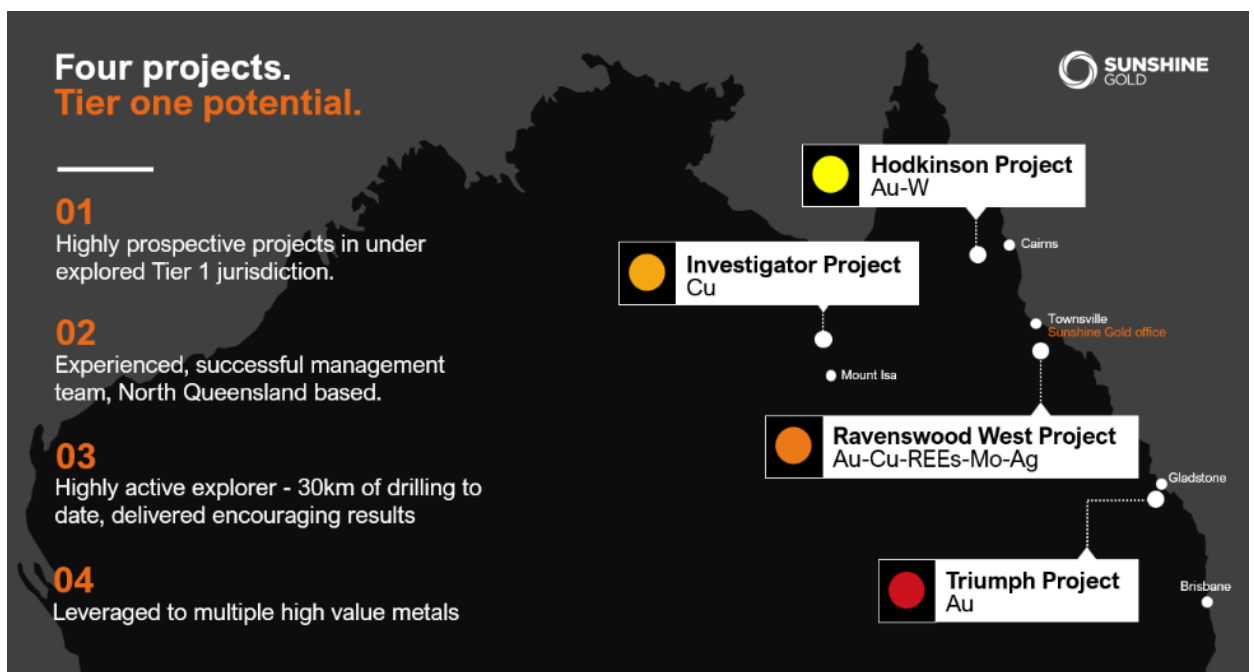 Four projects.
Tier one potential.
SUNSHINE
GOLD
01
Highly prospective projects in under
explored Tier 1 jurisdiction.
02
Experienced, successful management
team, North Queensland based.
03
Highly active explorer - 30km of drilling to
date, delivered encouraging results
04
Leveraged to multiple high value metals
Hodkinson Project
Au-W
Cairns
Investigator Project
Cu
Townsville
Sunshine Gold office
Mount Isa
Ravenswood West Project
Au-Cu-REEs-Mo-Ag
Gladstone
Triumph Project
Au
Brisbane